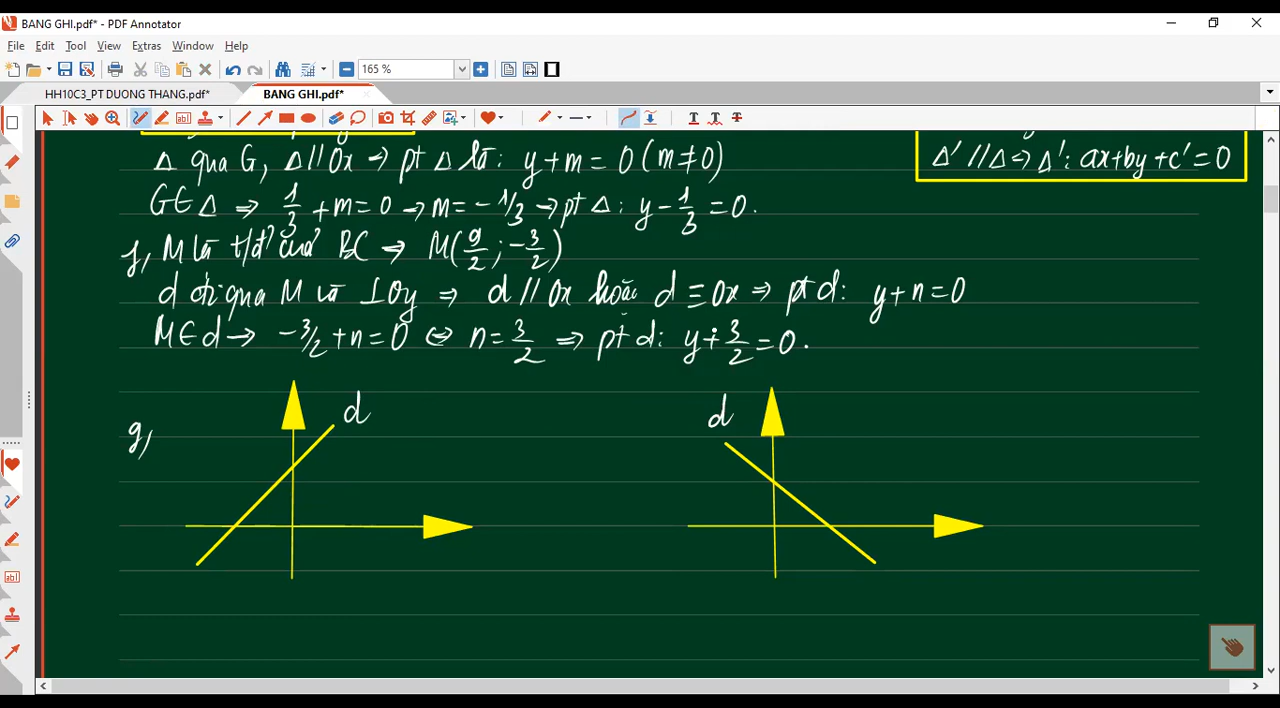 BANG GHI.pdf* - PDF Annotator
File Edit Tool View Extras Window Help
165 %
HH10C3_PT DUONG THANG.pdf* BANG GHI.pdf*
Δ qua G, Δ // Ox → pt Δ là: y + m = 0 (m ≠ 0)
Δ' // Δ => Δ': ax + by + c' = 0
G ∈ Δ => 1/3 + m = 0 → m = - 1/3 → pt Δ: y - 1/3 = 0.
f, M là t/đ' của BC → M(9/2; -3/2)
d đi qua M và ⊥ Oy => d // Ox hoặc d ≡ Ox => pt d: y + n = 0
M ∈ d → -3/2 + n = 0 <=> n = 3/2 => pt d: y + 3/2 = 0.
g,
d
d